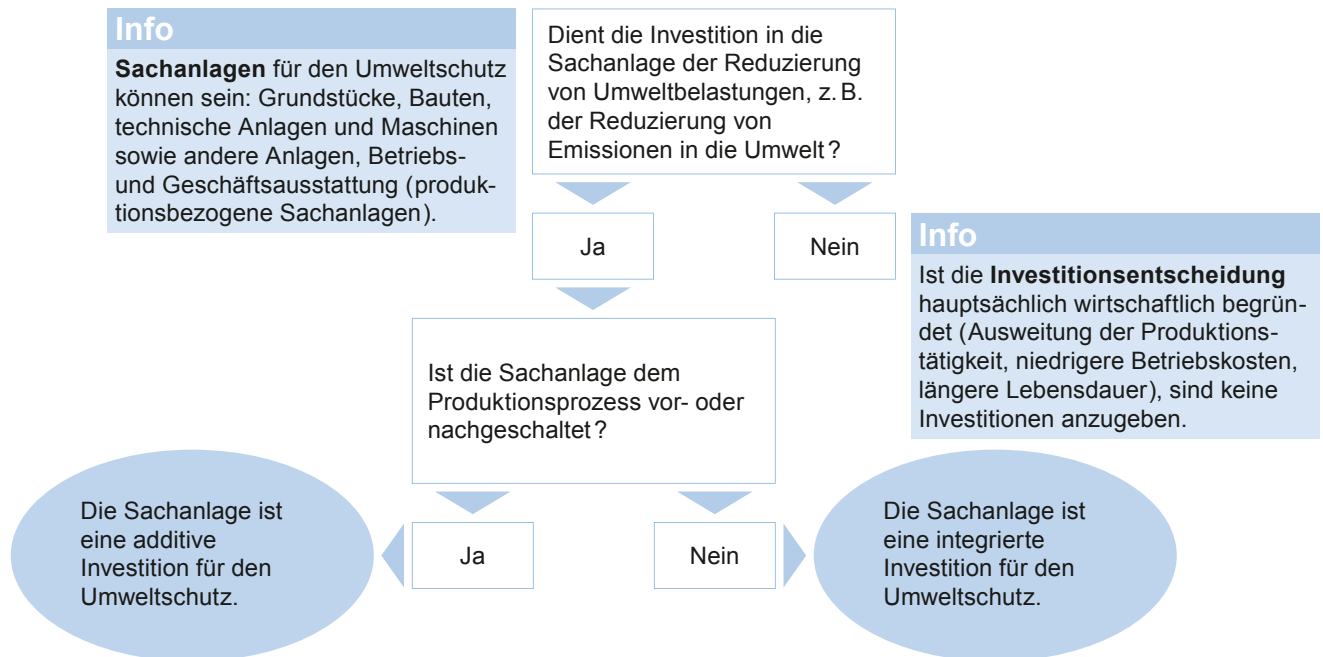 Info
Sachanlagen für den Umweltschutz
können sein: Grundstücke, Bauten,
technische Anlagen und Maschinen
sowie andere Anlagen, Betriebs-
und Geschäftsausstattung (produk-
tionsbezogene Sachanlagen).
Dient die Investition in die
Sachanlage der Reduzierung
von Umweltbelastungen, z. B.
der Reduzierung von
Emissionen in die Umwelt?
Ja
Nein
Info
Ist die Investitionsentscheidung
hauptsächlich wirtschaftlich begrün-
det (Ausweitung der Produktions-
tätigkeit, niedrigere Betriebskosten,
längere Lebensdauer), sind keine
Investitionen anzugeben.
Ist die Sachanlage dem
Produktionsprozess vor- oder
nachgeschaltet?
Die Sachanlage ist
eine additive
Investition für den
Umweltschutz.
Ja
Nein
Die Sachanlage ist
eine integrierte
Investition für den
Umweltschutz.